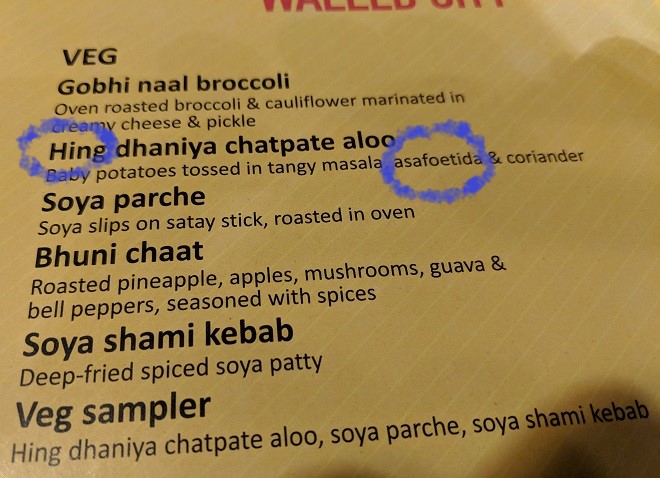 WALLED CITY
VEG
Gobhi naal broccoli
Oven roasted broccoli & cauliflower marinated in
creamy cheese & pickle
Hing dhaniya chatpate aloo
Baby potatoes tossed in tangy masala, asafoetida & coriander
Soya parche
Soya slips on satay stick, roasted in oven
Bhuni chaat
Roasted pineapple, apples, mushrooms, guava &
bell peppers, seasoned with spices
Soya shami kebab
Deep-fried spiced soya patty
Veg sampler
Hing dhaniya chatpate aloo, soya parche, soya shami kebab